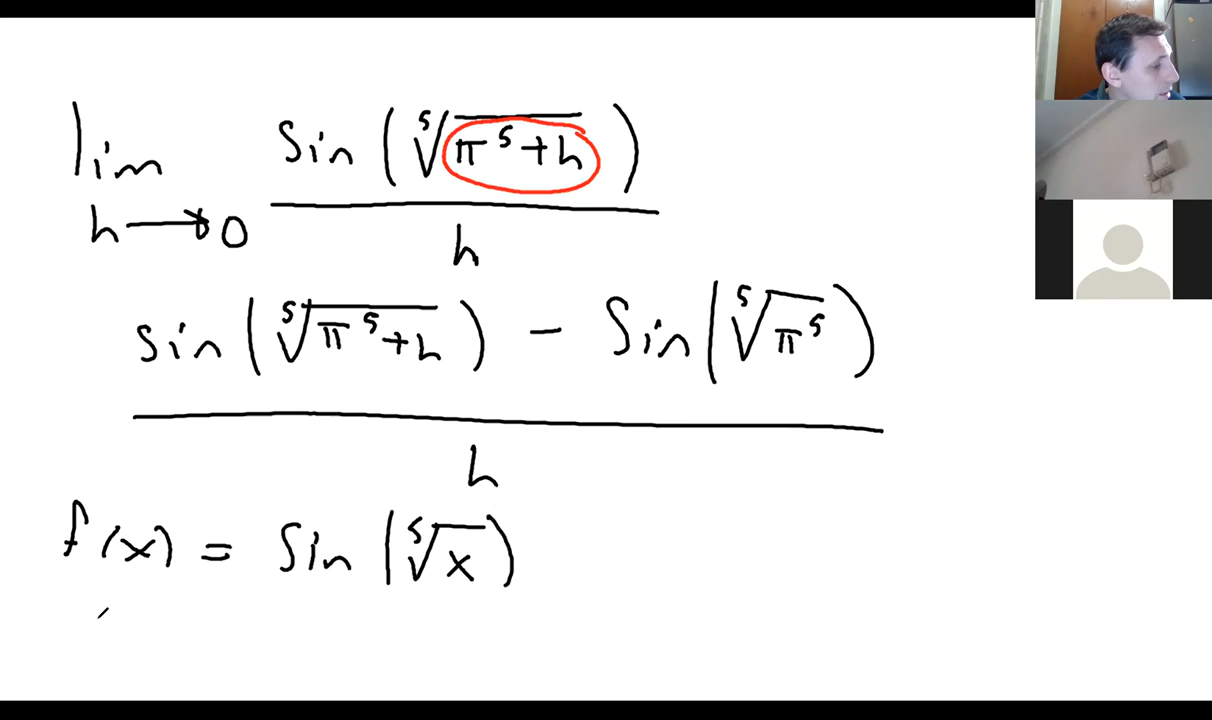 lim h→0 sin(⁵√(π⁵+h)) / h
sin(⁵√(π⁵+h)) − sin(⁵√π⁵) / h
f(x) = sin(⁵√x)